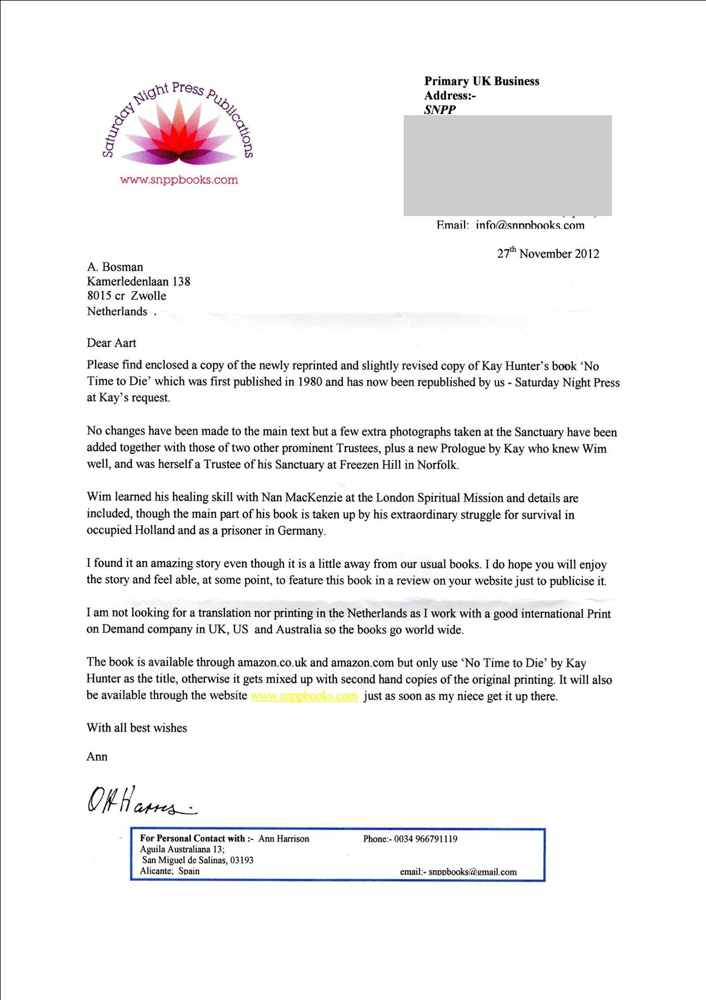 Saturday Night Press Publications
www.snppbooks.com
Primary UK Business
Address:-
SNPP
Email: info@snppbooks.com
27th November 2012
A. Bosman
Kamerledenlaan 138
8015 cr Zwolle
Netherlands .
Dear Aart
Please find enclosed a copy of the newly reprinted and slightly revised copy of Kay Hunter's book ‘No
Time to Die’ which was first published in 1980 and has now been republished by us - Saturday Night Press
at Kay's request.
No changes have been made to the main text but a few extra photographs taken at the Sanctuary have been
added together with those of two other prominent Trustees, plus a new Prologue by Kay who knew Wim
well, and was herself a Trustee of his Sanctuary at Freezen Hill in Norfolk.
Wim learned his healing skill with Nan MacKenzie at the London Spiritual Mission and details are
included, though the main part of his book is taken up by his extraordinary struggle for survival in
occupied Holland and as a prisoner in Germany.
I found it an amazing story even though it is a little away from our usual books. I do hope you will enjoy
the story and feel able, at some point, to feature this book in a review on your website just to publicise it.
I am not looking for a translation nor printing in the Netherlands as I work with a good international Print
on Demand company in UK, US and Australia so the books go world wide.
The book is available through amazon.co.uk and amazon.com but only use ‘No Time to Die’ by Kay
Hunter as the title, otherwise it gets mixed up with second hand copies of the original printing. It will also
be available through the website www.snppbooks.com just as soon as my niece get it up there.
With all best wishes
Ann
For Personal Contact with :- Ann Harrison Phone:- 0034 966791119
Aguila Australiana 13;
San Miguel de Salinas, 03193
Alicante; Spain email:- snppbooks@gmail.com